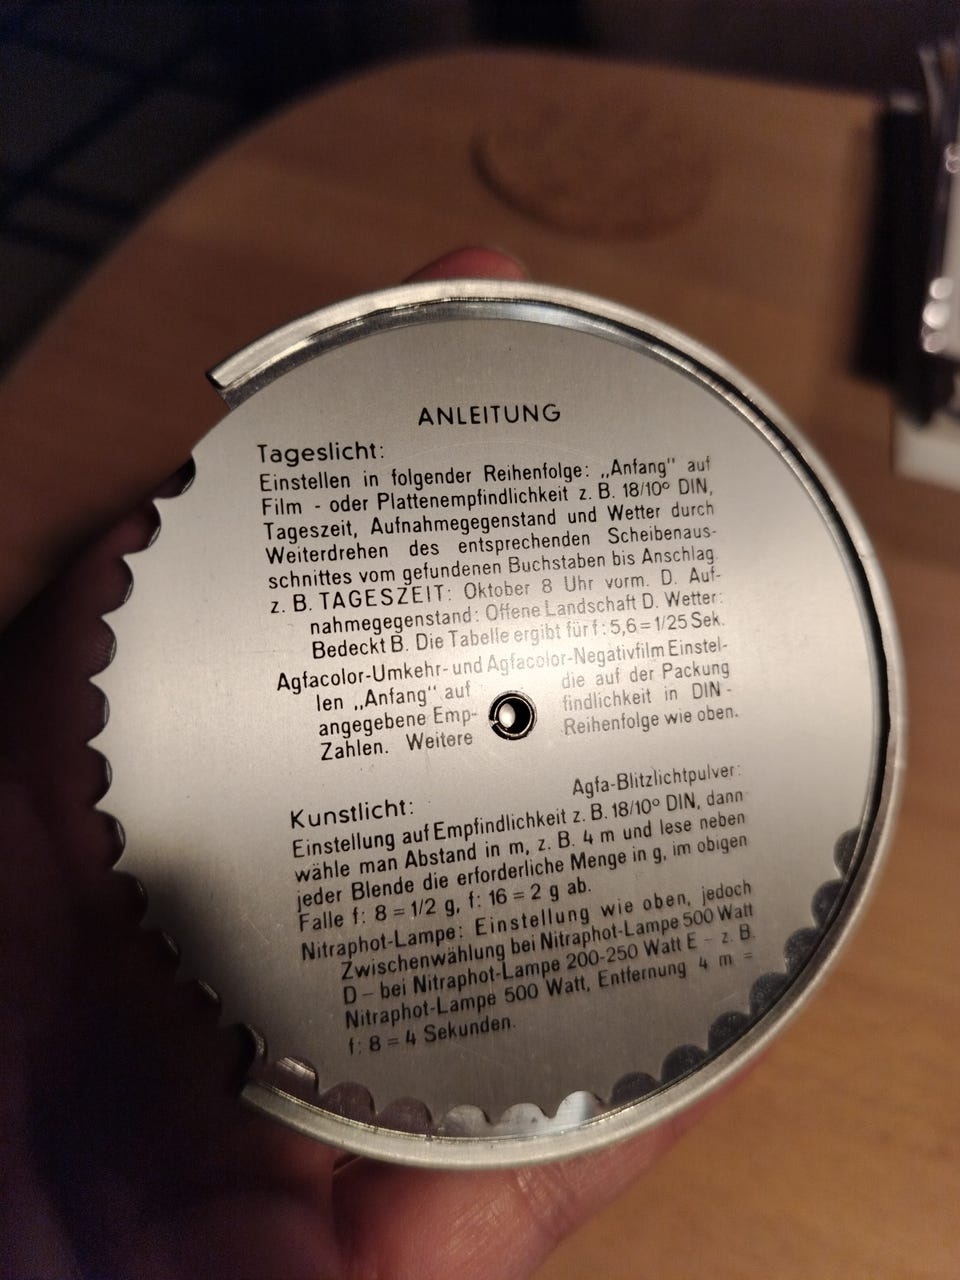 ANLEITUNG
Tageslicht:
Einstellen in folgender Reihenfolge: „Anfang" auf
Film - oder Plattenempfindlichkeit z. B. 18/10° DIN,
Tageszeit, Aufnahmegegenstand und Wetter durch
Weiterdrehen des entsprechenden Scheibenaus-
schnittes vom gefundenen Buchstaben bis Anschlag.
z. B. TAGESZEIT: Oktober 8 Uhr vorm. D. Auf-
nahmegegenstand: Offene Landschaft D. Wetter:
Bedeckt B. Die Tabelle ergibt für f: 5,6 = 1/25 Sek.
Agfacolor-Umkehr- und Agfacolor-Negativfilm Einstel-
len „Anfang" auf die auf der Packung
angegebene Emp- findlichkeit in DIN -
Zahlen. Weitere Reihenfolge wie oben.
Kunstlicht: Agfa-Blitzlichtpulver:
Einstellung auf Empfindlichkeit z. B. 18/10° DIN, dann
wähle man Abstand in m, z. B. 4 m und lese neben
jeder Blende die erforderliche Menge in g, im obigen
Falle f: 8 = 1/2 g, f: 16 = 2 g ab.
Nitraphot-Lampe: Einstellung wie oben, jedoch
Zwischenwählung bei Nitraphot-Lampe 500 Watt
D – bei Nitraphot-Lampe 200-250 Watt E – z. B.
Nitraphot-Lampe 500 Watt, Entfernung 4 m =
f: 8 = 4 Sekunden.